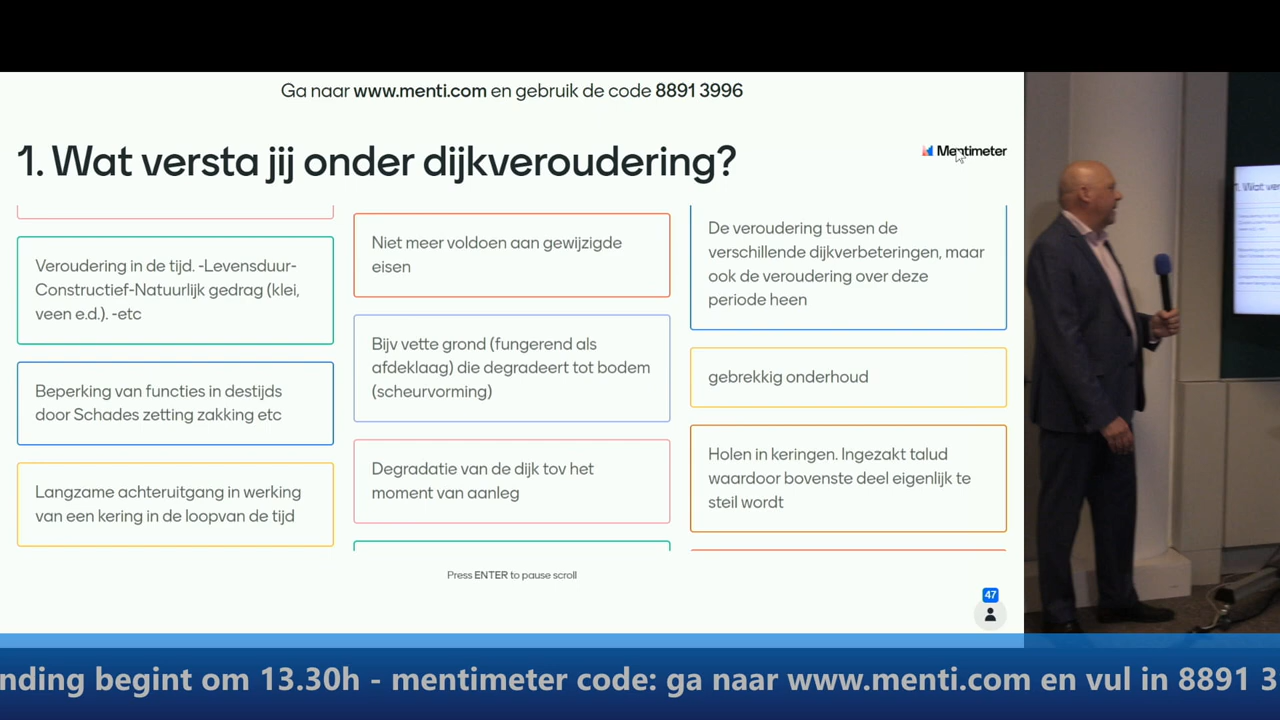 Ga naar www.menti.com en gebruik de code 8891 3996
1. Wat versta jij onder dijkveroudering?
Mentimeter
Veroudering in de tijd. -Levensduur-
Constructief-Natuurlijk gedrag (klei,
veen e.d.). -etc
Beperking van functies in destijds
door Schades zetting zakking etc
Langzame achteruitgang in werking
van een kering in de loopvan de tijd
Niet meer voldoen aan gewijzigde
eisen
Bijv vette grond (fungerend als
afdeklaag) die degradeert tot bodem
(scheurvorming)
Degradatie van de dijk tov het
moment van aanleg
De veroudering tussen de
verschillende dijkverbeteringen, maar
ook de veroudering over deze
periode heen
gebrekkig onderhoud
Holen in keringen. Ingezakt talud
waardoor bovenste deel eigenlijk te
steil wordt
Press ENTER to pause scroll
47
1. Wat ver
nding begint om 13.30h - mentimeter code: ga naar www.menti.com en vul in 8891 3